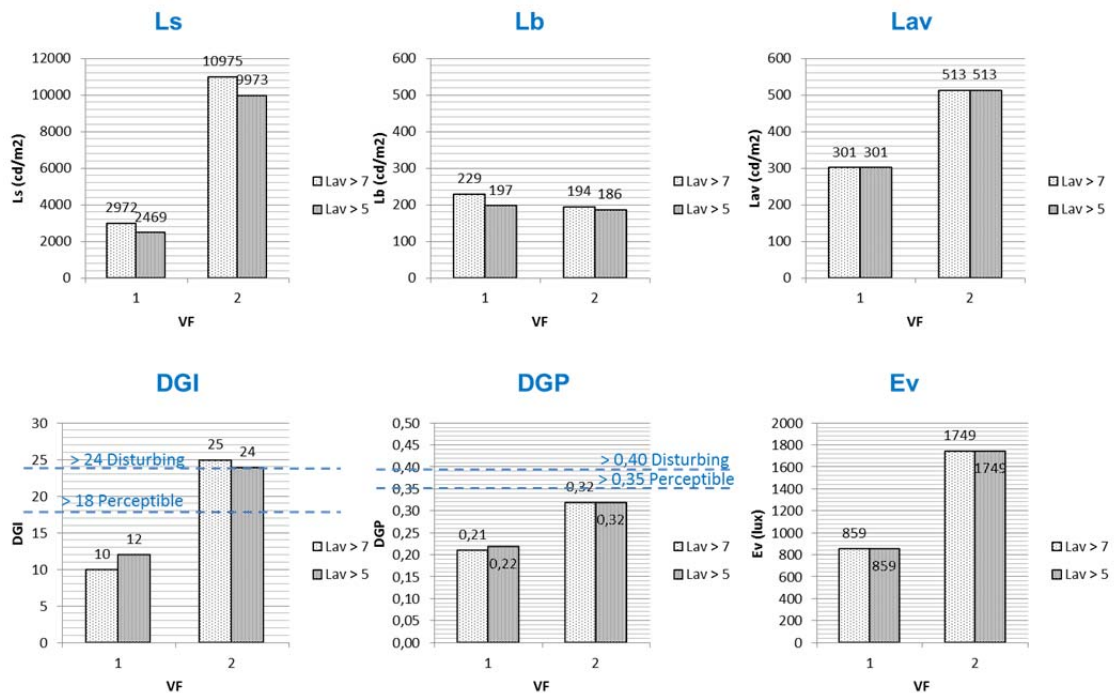 Ls
Ls (cd/m2)
12000
10000
8000
6000
4000
2000
0
2972
2469
10975
9973
1
2
VF
Lav > 7
Lav > 5
Lb
Lb (cd/m2)
600
500
400
300
200
100
0
229
197
194
186
1
2
VF
Lav > 7
Lav > 5
Lav
Lav (cd/m2)
600
500
400
300
200
100
0
301
301
513
513
1
2
VF
Lav > 7
Lav > 5
DGI
DGI
30
25
20
15
10
5
0
> 24 Disturbing
> 18 Perceptible
10
12
25
24
1
2
VF
Lav > 7
Lav > 5
DGP
DGP
0,50
0,45
0,40
0,35
0,30
0,25
0,20
0,15
0,10
0,05
0,00
> 0,40 Disturbing
> 0,35 Perceptible
0,21
0,22
0,32
0,32
1
2
VF
Lav > 7
Lav > 5
Ev
Ev (lux)
2000
1800
1600
1400
1200
1000
800
600
400
200
0
859
859
1749
1749
1
2
VF
Lav > 7
Lav > 5